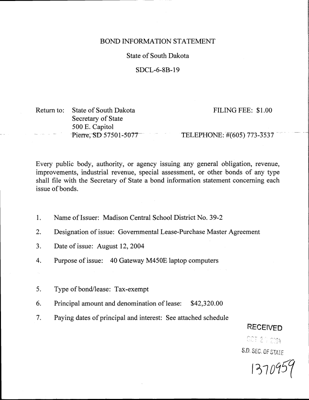 BOND INFORMATION STATEMENT
State of South Dakota
SDCL-6-8B-19
Return to: State of South Dakota FILING FEE: $1.00
Secretary of State
500 E. Capitol
Pierre, SD 57501-5077 TELEPHONE: #(605) 773-3537
Every public body, authority, or agency issuing any general obligation, revenue,
improvements, industrial revenue, special assessment, or other bonds of any type
shall file with the Secretary of State a bond information statement concerning each
issue of bonds.
1. Name of Issuer: Madison Central School District No. 39-2
2. Designation of issue: Governmental Lease-Purchase Master Agreement
3. Date of issue: August 12, 2004
4. Purpose of issue: 40 Gateway M450E laptop computers
5. Type of bond/lease: Tax-exempt
6. Principal amount and denomination of lease: $42,320.00
7. Paying dates of principal and interest: See attached schedule
RECEIVED
S.D. SEC. OF STATE
1370959